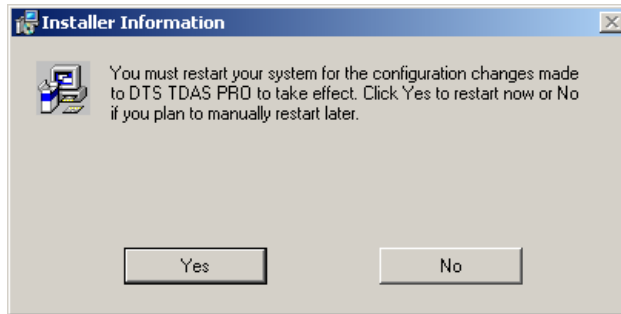 Installer Information
You must restart your system for the configuration changes made
to DTS TDAS PRO to take effect. Click Yes to restart now or No
if you plan to manually restart later.
Yes
No